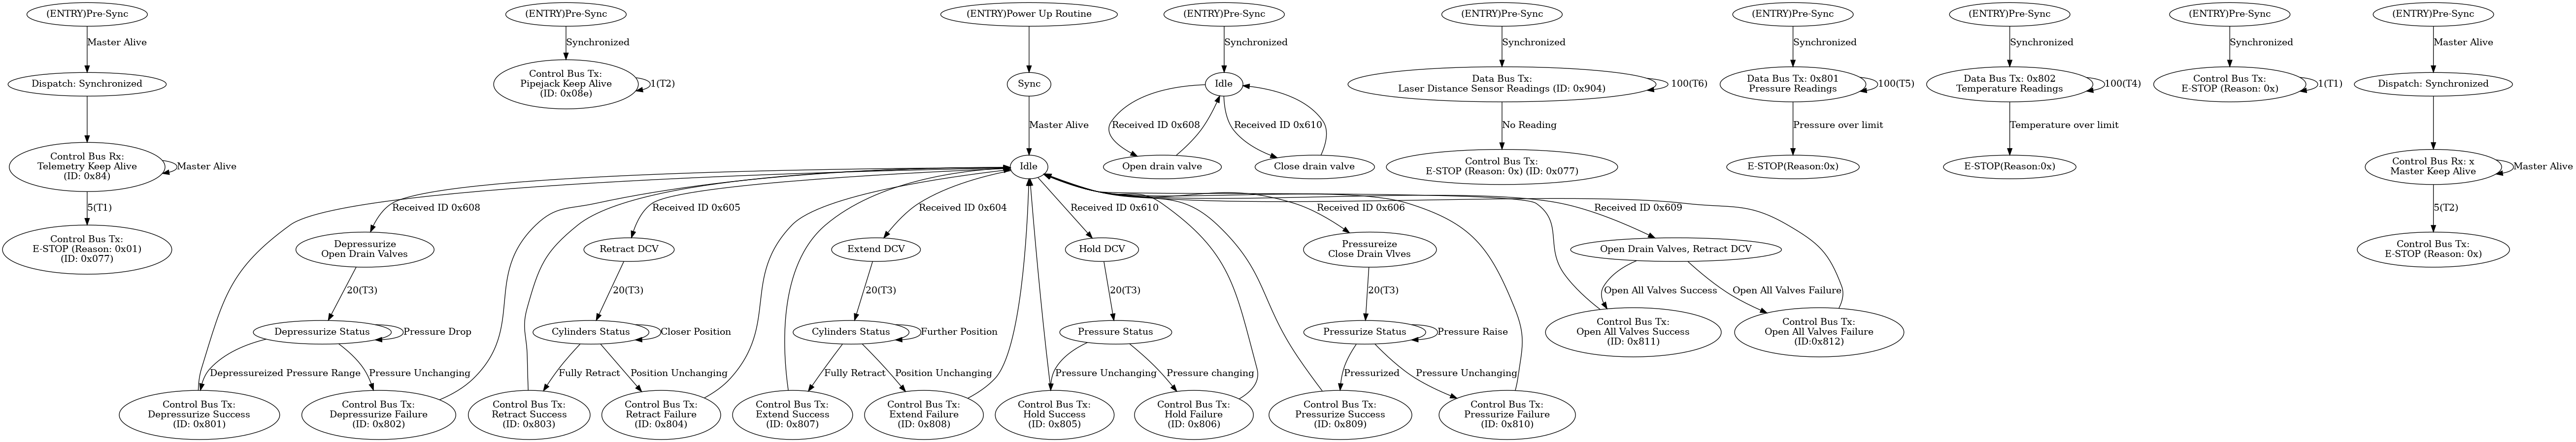 (ENTRY)Pre-Sync
Master Alive
Dispatch: Synchronized
Control Bus Rx:
Telemetry Keep Alive
(ID: 0x84)
Master Alive
5(T1)
Control Bus Tx:
E-STOP (Reason: 0x01)
(ID: 0x077)
(ENTRY)Pre-Sync
Synchronized
Control Bus Tx:
Pipejack Keep Alive
(ID: 0x08e)
1(T2)
(ENTRY)Power Up Routine
Sync
Master Alive
Idle
Received ID 0x608
Depressurize
Open Drain Valves
20(T3)
Depressurize Status
Pressure Drop
Depressureized Pressure Range
Pressure Unchanging
Control Bus Tx:
Depressurize Success
(ID: 0x801)
Control Bus Tx:
Depressurize Failure
(ID: 0x802)
Received ID 0x605
Retract DCV
20(T3)
Cylinders Status
Closer Position
Fully Retract
Position Unchanging
Control Bus Tx:
Retract Success
(ID: 0x803)
Control Bus Tx:
Retract Failure
(ID: 0x804)
Received ID 0x604
Extend DCV
20(T3)
Cylinders Status
Further Position
Fully Retract
Position Unchanging
Control Bus Tx:
Extend Success
(ID: 0x807)
Control Bus Tx:
Extend Failure
(ID: 0x808)
Received ID 0x610
Hold DCV
20(T3)
Pressure Status
Pressure Unchanging
Pressure changing
Control Bus Tx:
Hold Success
(ID: 0x805)
Control Bus Tx:
Hold Failure
(ID: 0x806)
Received ID 0x606
Pressureize
Close Drain Vlves
20(T3)
Pressurize Status
Pressure Raise
Pressurized
Pressure Unchanging
Control Bus Tx:
Pressurize Success
(ID: 0x809)
Control Bus Tx:
Pressurize Failure
(ID: 0x810)
Received ID 0x609
Open Drain Valves, Retract DCV
Open All Valves Success
Open All Valves Failure
Control Bus Tx:
Open All Valves Success
(ID: 0x811)
Control Bus Tx:
Open All Valves Failure
(ID:0x812)
(ENTRY)Pre-Sync
Synchronized
Idle
Received ID 0x608
Received ID 0x610
Open drain valve
Close drain valve
(ENTRY)Pre-Sync
Synchronized
Data Bus Tx:
Laser Distance Sensor Readings (ID: 0x904)
100(T6)
No Reading
Control Bus Tx:
E-STOP (Reason: 0x) (ID: 0x077)
(ENTRY)Pre-Sync
Synchronized
Data Bus Tx: 0x801
Pressure Readings
100(T5)
Pressure over limit
E-STOP(Reason:0x)
(ENTRY)Pre-Sync
Synchronized
Data Bus Tx: 0x802
Temperature Readings
100(T4)
Temperature over limit
E-STOP(Reason:0x)
(ENTRY)Pre-Sync
Synchronized
Control Bus Tx:
E-STOP (Reason: 0x)
1(T1)
(ENTRY)Pre-Sync
Master Alive
Dispatch: Synchronized
Control Bus Rx: x
Master Keep Alive
Master Alive
5(T2)
Control Bus Tx:
E-STOP (Reason: 0x)